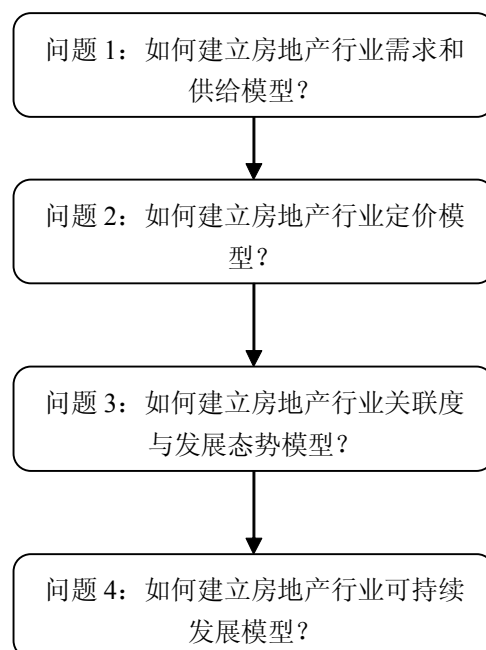 问题 1：如何建立房地产行业需求和
供给模型？
问题 2：如何建立房地产行业定价模
型？
问题 3：如何建立房地产行业关联度
与发展态势模型？
问题 4：如何建立房地产行业可持续
发展模型？